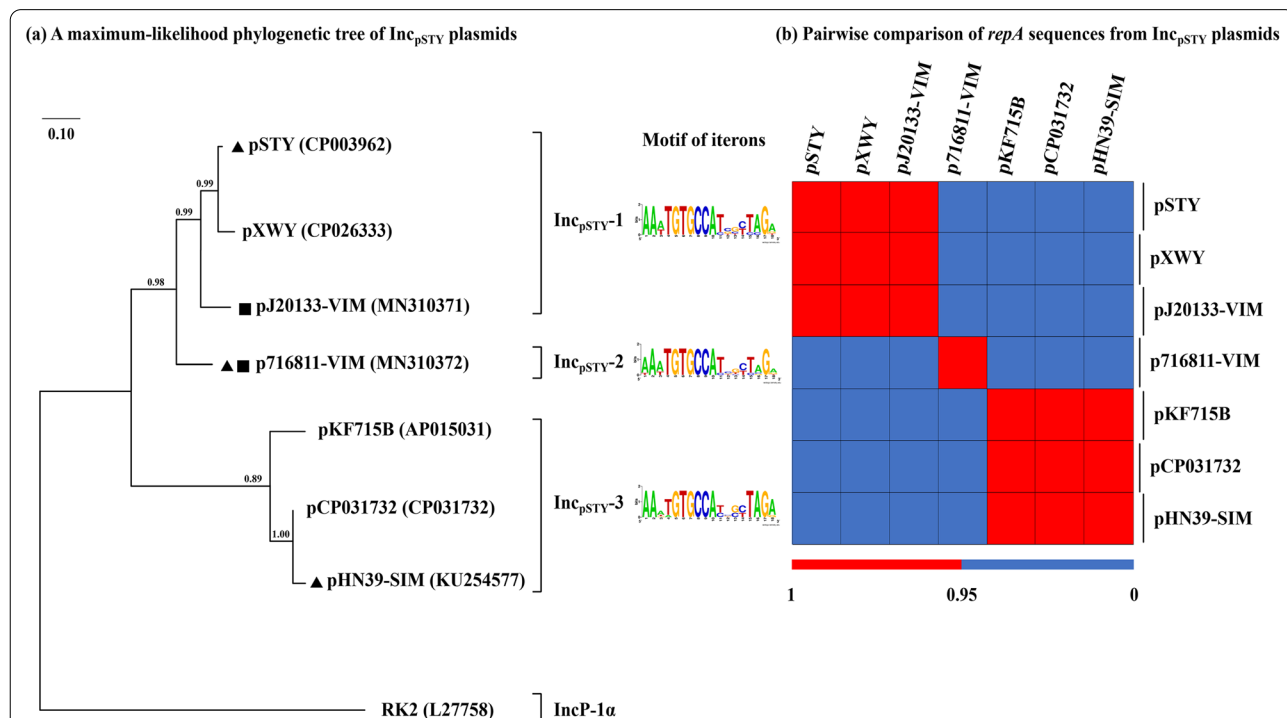 (a) A maximum-likelihood phylogenetic tree of IncpSTY plasmids
0.10
pSTY (CP003962)
0.99
0.99
pXWY (CP026333)
IncpSTY-1
0.98
pJ20133-VIM (MN310371)
p716811-VIM (MN310372)
IncpSTY-2
pKF715B (AP015031)
0.89
pCP031732 (CP031732)
IncpSTY-3
1.00
pHN39-SIM (KU254577)
RK2 (L27758)
IncP-1α
Motif of iterons
(b) Pairwise comparison of repA sequences from IncpSTY plasmids
pSTY
pXWY
pJ20133-VIM
p716811-VIM
pKF715B
pCP031732
pHN39-SIM
pSTY
pXWY
pJ20133-VIM
p716811-VIM
pKF715B
pCP031732
pHN39-SIM
1
0.95
0